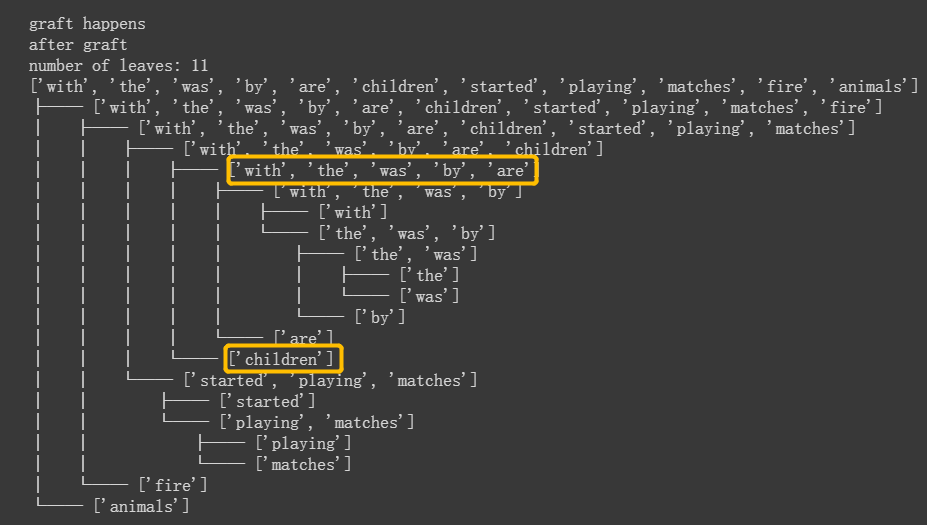 graft happens
after graft
number of leaves: 11
['with', 'the', 'was', 'by', 'are', 'children', 'started', 'playing', 'matches', 'fire', 'animals']
['with', 'the', 'was', 'by', 'are', 'children', 'started', 'playing', 'matches', 'fire']
['with', 'the', 'was', 'by', 'are', 'children', 'started', 'playing', 'matches']
['with', 'the', 'was', 'by', 'are', 'children']
['with', 'the', 'was', 'by', 'are']
['with', 'the', 'was', 'by']
['with']
['the', 'was', 'by']
['the', 'was']
['the']
['was']
['by']
['are']
['children']
['started', 'playing', 'matches']
['started']
['playing', 'matches']
['playing']
['matches']
['fire']
['animals']